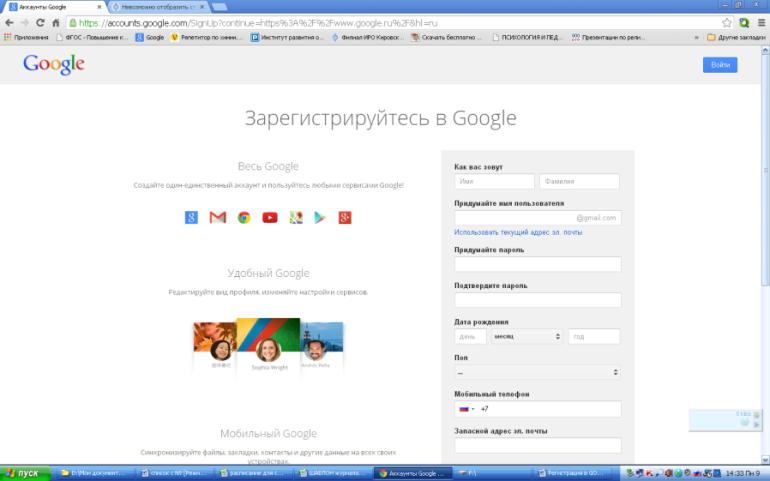 Аккаунты Google
Невозможно отобразить ст
https://accounts.google.com/SignUp?continue=https%3A%2F%2Fwww.google.ru%2F&hl=ru
Приложения
ФГОС - Повышение к...
Google
Репетитор по химии...
Институт развития о...
Филиал ИРО Кировск...
Скачать бесплатно ...
ПСИХОЛОГИЯ И ПЕД...
Презентации по рели...
Другие закладки
Google
Войти
Зарегистрируйтесь в Google
Весь Google
Создайте один-единственный аккаунт и пользуйтесь любыми сервисами Google!
Удобный Google
Редактируйте вид профиля, изменяйте настройки сервисов.
Sophia Wright
Мобильный Google
Синхронизируйте файлы, закладки, контакты и другие данные на всех своих
устройствах.
Как вас зовут
Имя
Фамилия
Придумайте имя пользователя
@gmail.com
Использовать текущий адрес эл. почты
Придумайте пароль
Подтвердите пароль
Дата рождения
день
месяц
год
Пол
Мобильный телефон
+7
Запасной адрес эл. почты
пуск
D:\Мои документ...
расписание для с...
ШАБЛОН журнала...
Аккаунты Google ...
F:\
Регистрация в GO...
14:33 Пн 9